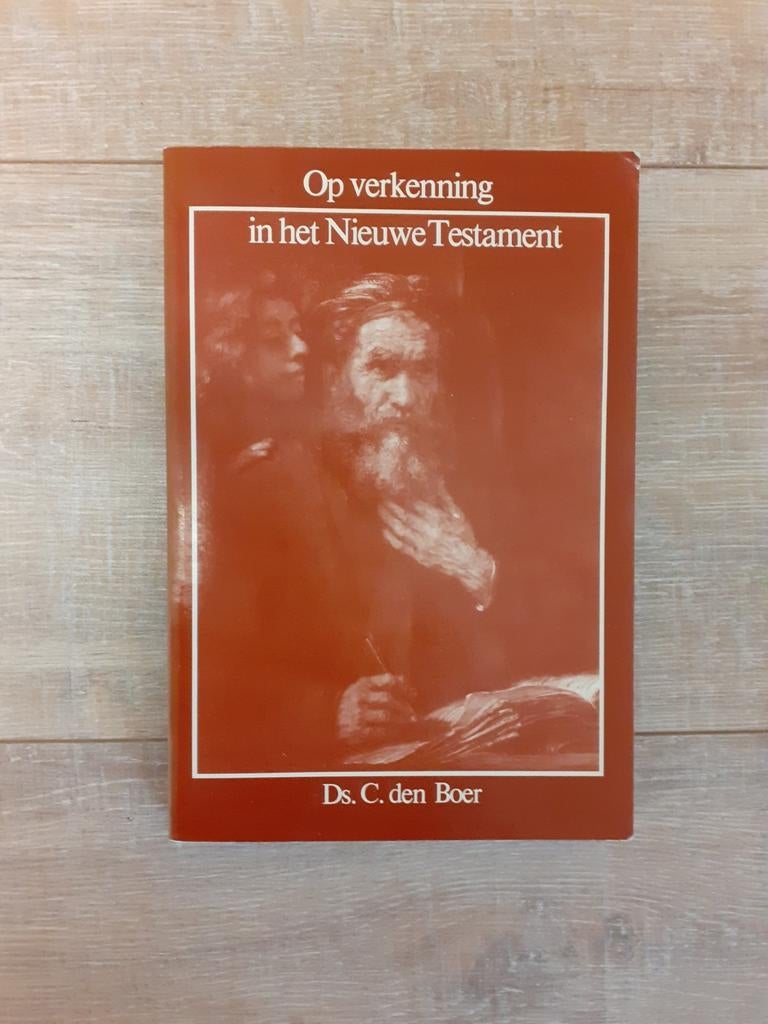 Op verkenning
in het Nieuwe Testament
Ds. C. den Boer